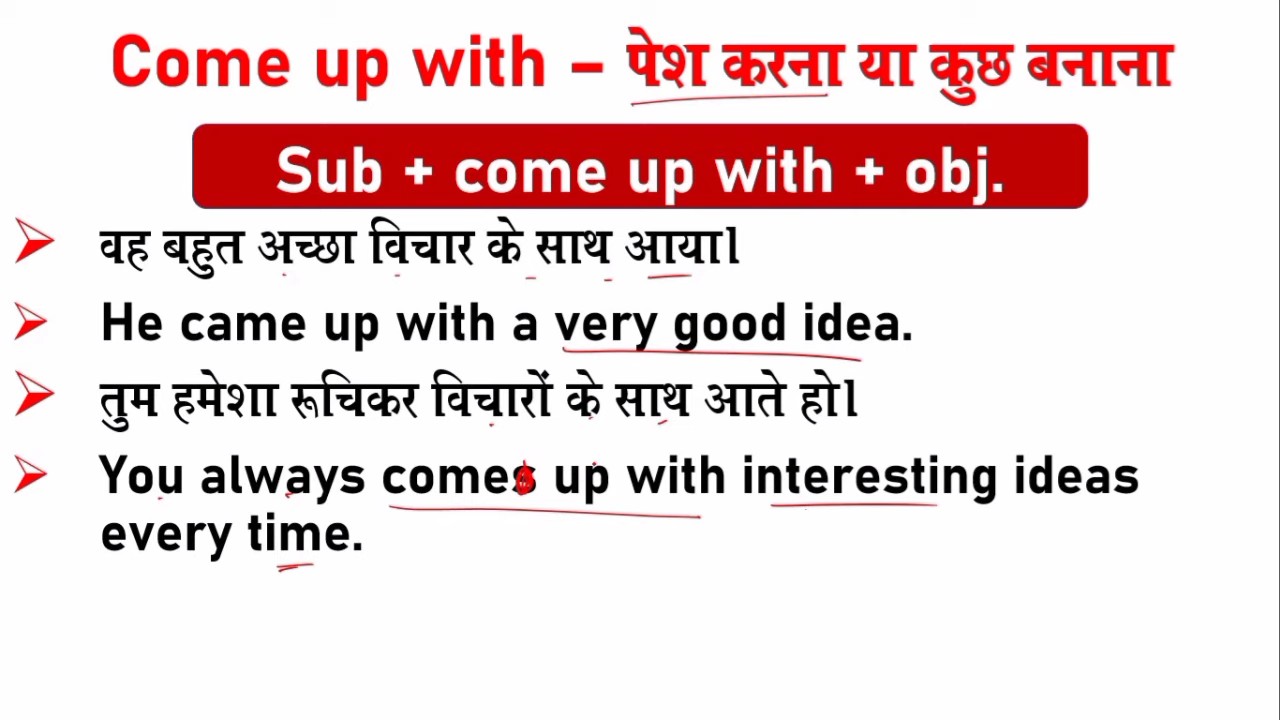 Come up with – पेश करना या कुछ बनाना
Sub + come up with + obj.
वह बहुत अच्छा विचार के साथ आया।
He came up with a very good idea.
तुम हमेशा रूचिकर विचारों के साथ आते हो।
You always comes up with interesting ideas
every time.